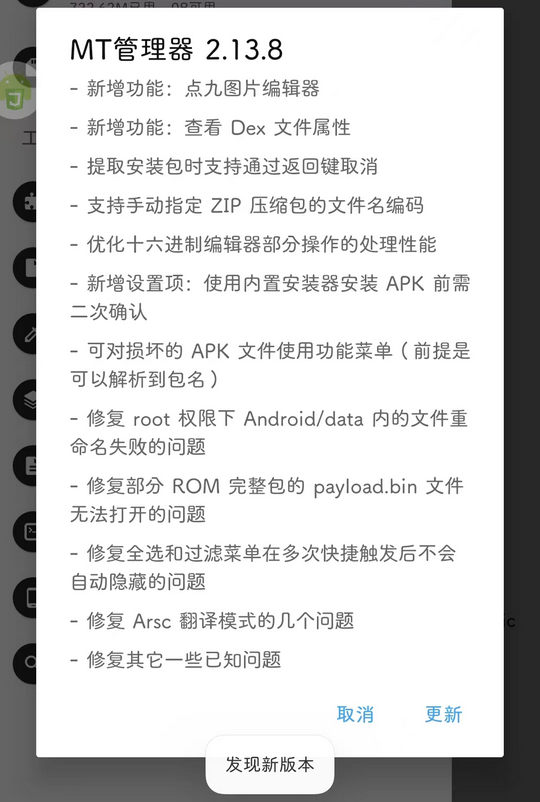 MT管理器 2.13.8
- 新增功能：点九图片编辑器
- 新增功能：查看 Dex 文件属性
- 提取安装包时支持通过返回键取消
- 支持手动指定 ZIP 压缩包的文件名编码
- 优化十六进制编辑器部分操作的处理性能
- 新增设置项：使用内置安装器安装 APK 前需
二次确认
- 可对损坏的 APK 文件使用功能菜单（前提是
可以解析到包名）
- 修复 root 权限下 Android/data 内的文件重
命名失败的问题
- 修复部分 ROM 完整包的 payload.bin 文件
无法打开的问题
- 修复全选和过滤菜单在多次快捷触发后不会
自动隐藏的问题
- 修复 Arsc 翻译模式的几个问题
- 修复其它一些已知问题
取消 更新
发现新版本